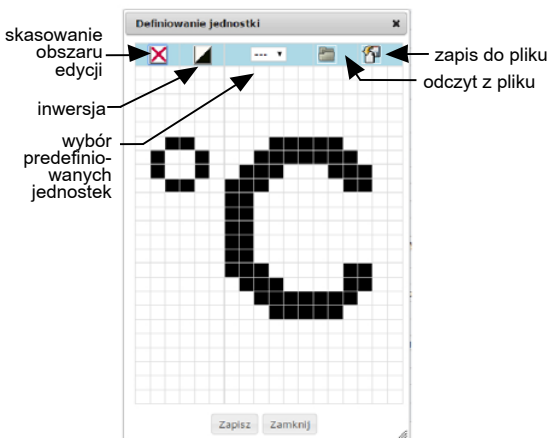 Definiowanie jednostki
skasowanie
obszaru
edycji
---
zapis do pliku
odczyt z pliku
inwersja
wybór
predefinio-
wanych
jednostek
°C
Zapisz Zamknij